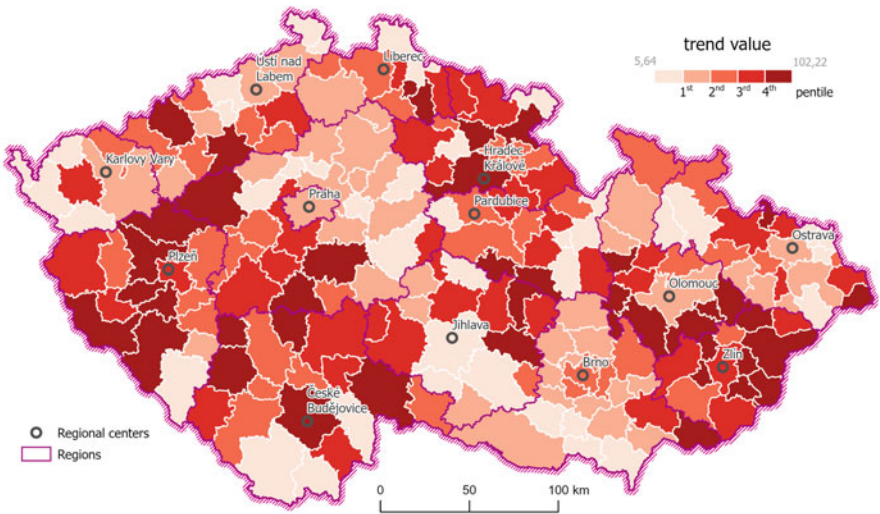 trend value
5,64
102,22
1st 2nd 3rd 4th pentile
Liberec
Ústí nad
Labem
Karlovy Vary
Hradec
Králové
Praha
Pardubice
Ostrava
Plzeň
Olomouc
Jihlava
Brno
Zlín
České
Budějovice
Regional centers
Regions
0 50 100 km